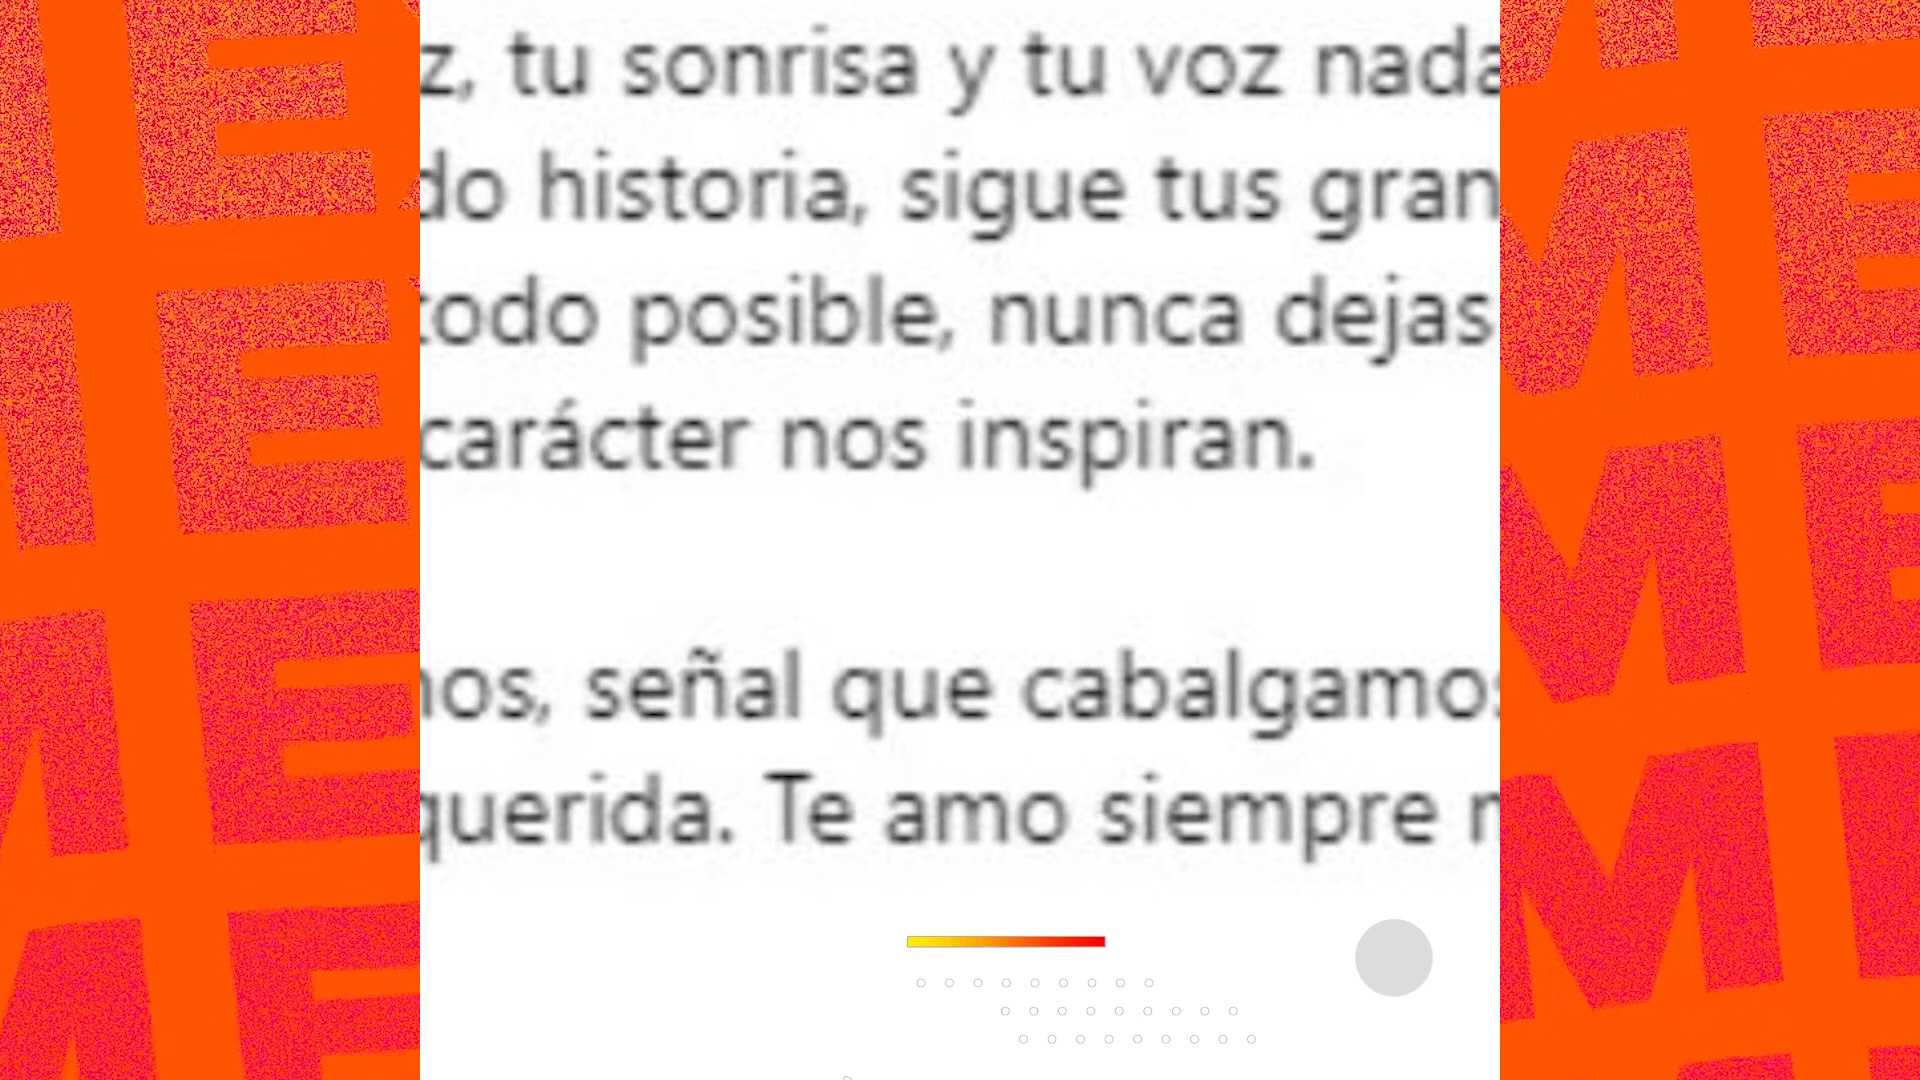 z, tu sonrisa y tu voz nada
do historia, sigue tus gran
todo posible, nunca dejas
carácter nos inspiran.
nos, señal que cabalgamos
querida. Te amo siempre